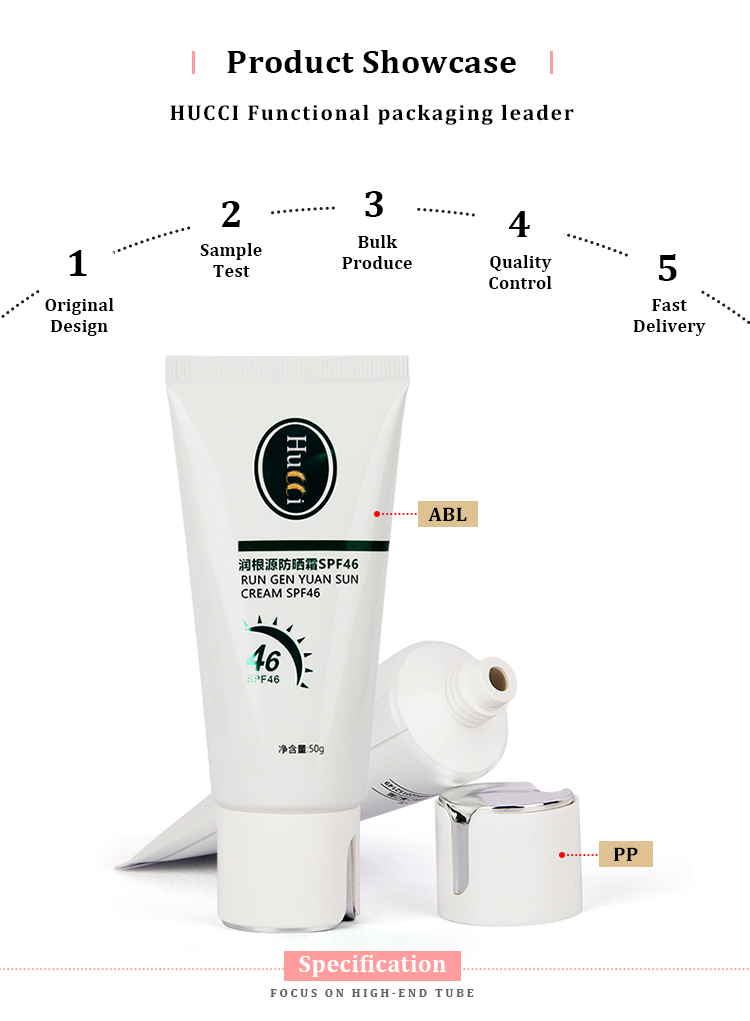 Product Showcase
HUCCI Functional packaging leader
1
Original
Design
2
Sample
Test
3
Bulk
Produce
4
Quality
Control
5
Fast
Delivery
Hucci
ABL
润根源防晒霜SPF46
RUN GEN YUAN SUN
CREAM SPF46
46
SPF46
净含量:50g
PP
Specification
FOCUS ON HIGH-END TUBE